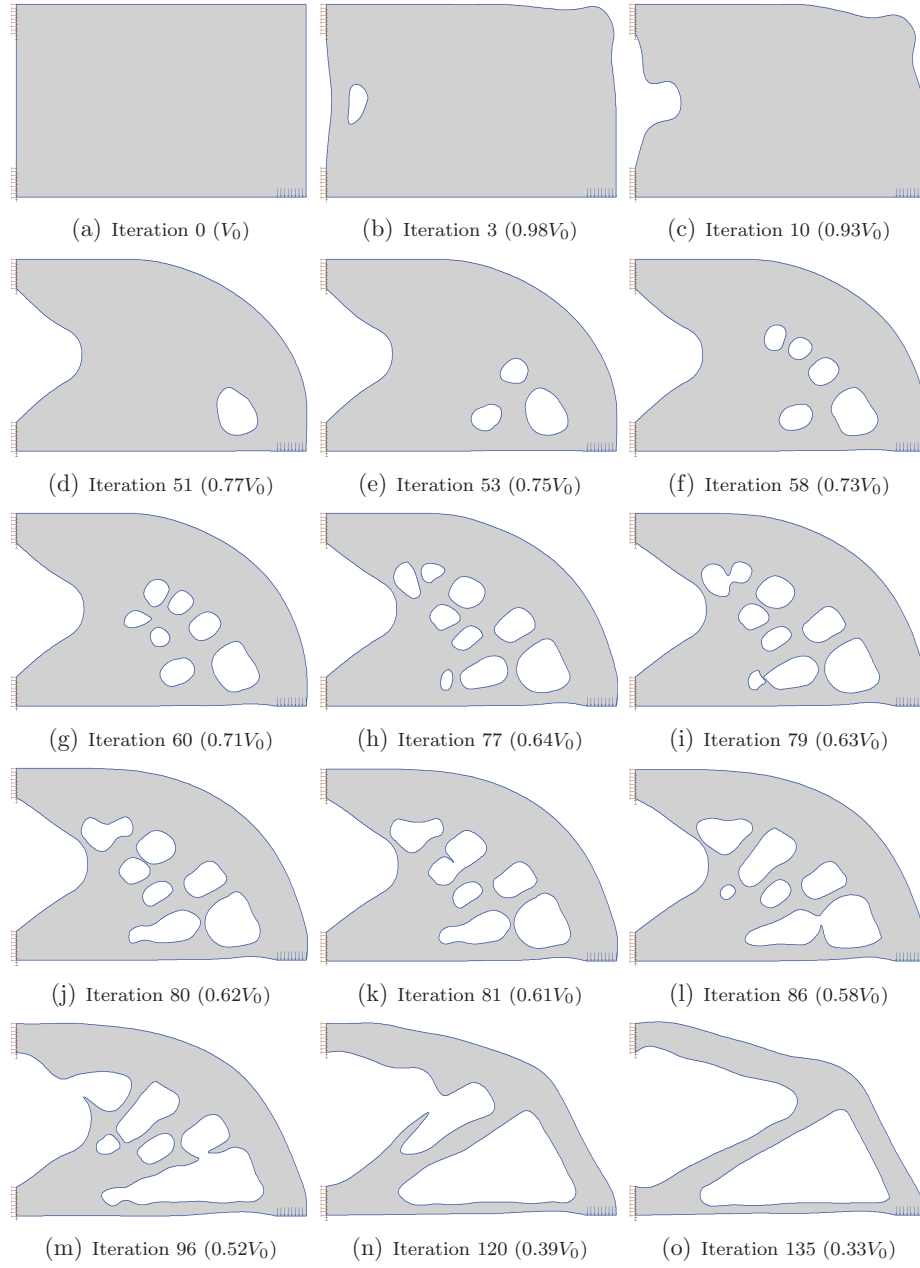 (a) Iteration 0 (V₀)
(b) Iteration 3 (0.98V₀)
(c) Iteration 10 (0.93V₀)
(d) Iteration 51 (0.77V₀)
(e) Iteration 53 (0.75V₀)
(f) Iteration 58 (0.73V₀)
(g) Iteration 60 (0.71V₀)
(h) Iteration 77 (0.64V₀)
(i) Iteration 79 (0.63V₀)
(j) Iteration 80 (0.62V₀)
(k) Iteration 81 (0.61V₀)
(l) Iteration 86 (0.58V₀)
(m) Iteration 96 (0.52V₀)
(n) Iteration 120 (0.39V₀)
(o) Iteration 135 (0.33V₀)